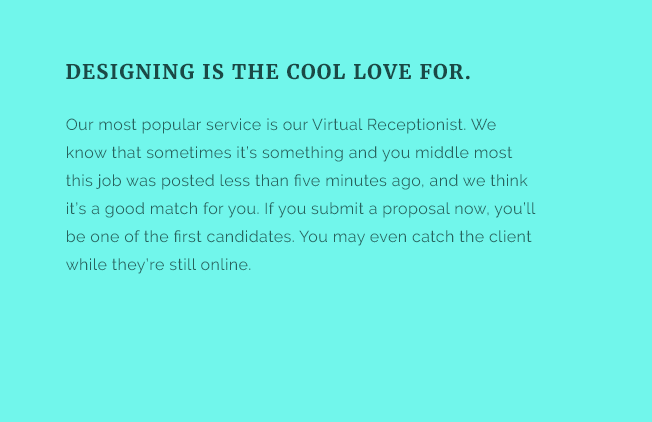 DESIGNING IS THE COOL LOVE FOR.
Our most popular service is our Virtual Receptionist. We
know that sometimes it's something and you middle most
this job was posted less than five minutes ago, and we think
it's a good match for you. If you submit a proposal now, you'll
be one of the first candidates. You may even catch the client
while they're still online.